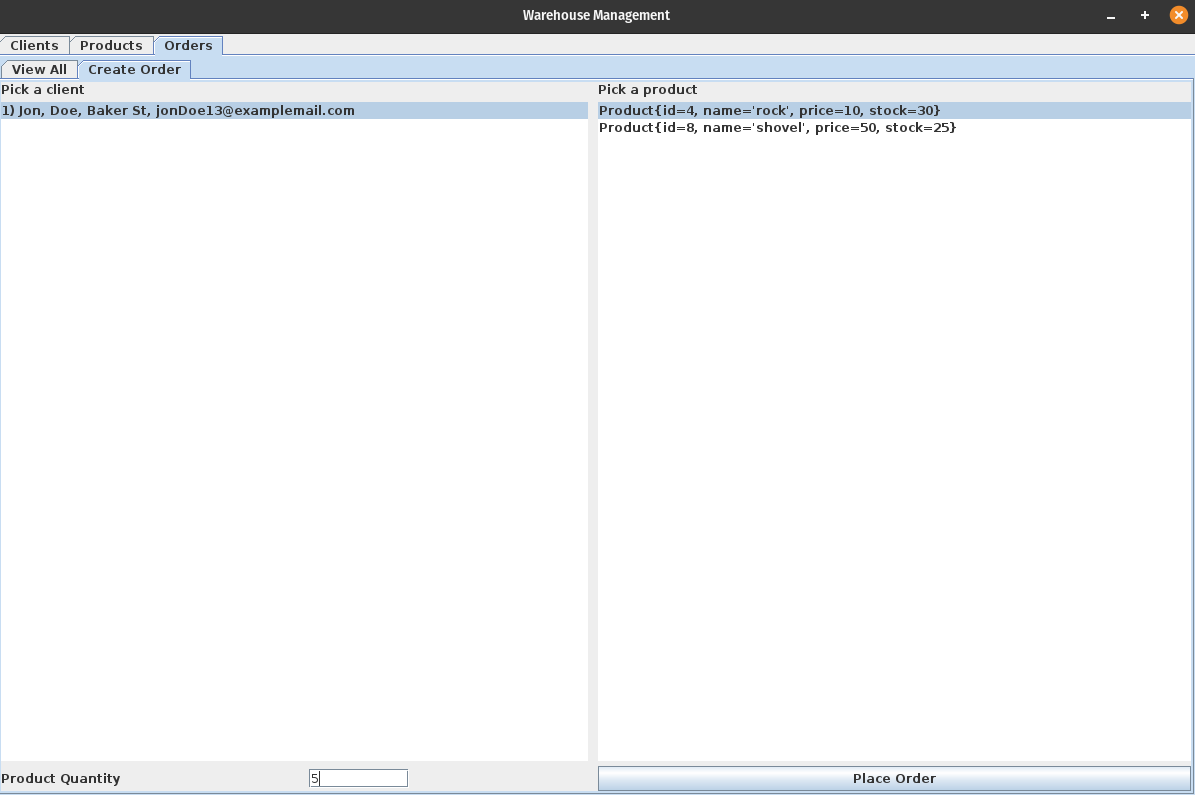 Warehouse Management
Clients Products Orders
View All Create Order
Pick a client
1) Jon, Doe, Baker St, jonDoe13@examplemail.com
Pick a product
Product{id=4, name='rock', price=10, stock=30}
Product{id=8, name='shovel', price=50, stock=25}
Product Quantity 5
Place Order